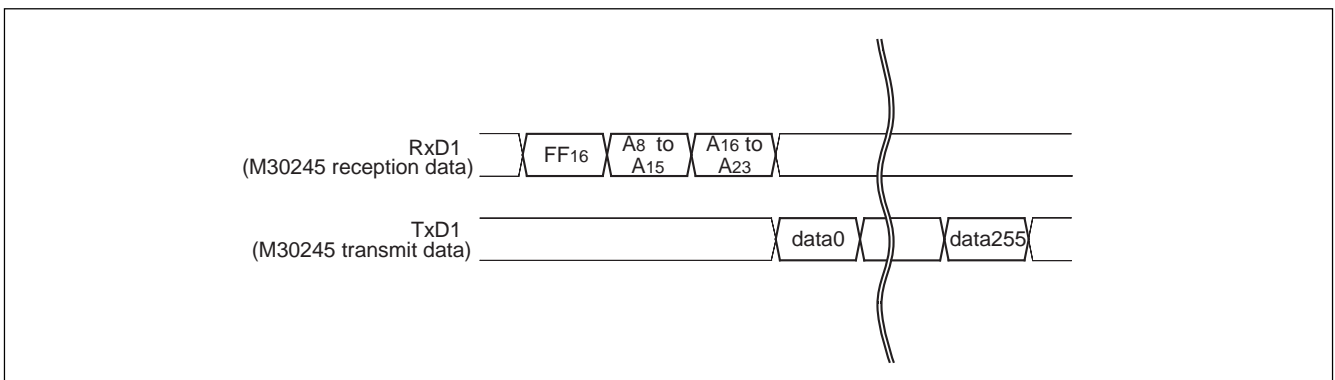 RxD1
(M30245 reception data)
FF16
A8 to
A15
A16 to
A23
TxD1
(M30245 transmit data)
data0
data255